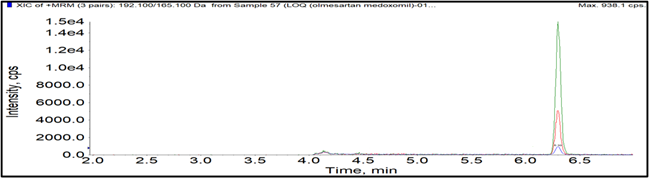 XIC of +MRM (3 pairs): 192.100/165.100 Da from Sample 57 (LOQ (olmesartan medoxomil)-01... Max. 938.1 cps.
Intensity, cps
1.5e4
1.4e4
1.2e4
1.0e4
8000.0
6000.0
4000.0
2000.0
0.0
2.0 2.5 3.0 3.5 4.0 4.5 5.0 5.5 6.0 6.5
Time, min